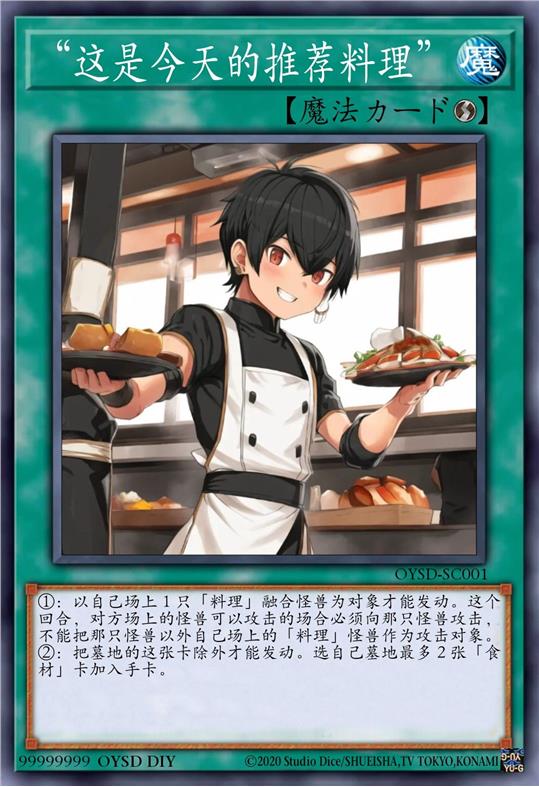 “这是今天的推荐料理”
魔
【魔法カード】
OYSD-SC001
①：以自己场上1只「料理」融合怪兽为对象才能发动。这个
回合，对方场上的怪兽可以攻击的场合必须向那只怪兽攻击，
不能把那只怪兽以外自己场上的「料理」怪兽作为攻击对象。
②：把墓地的这张卡除外才能发动。选自己墓地最多2张「食
材」卡加入手卡。
99999999 OYSD DIY
©2020 Studio Dice/SHUEISHA,TV TOKYO,KONAMI